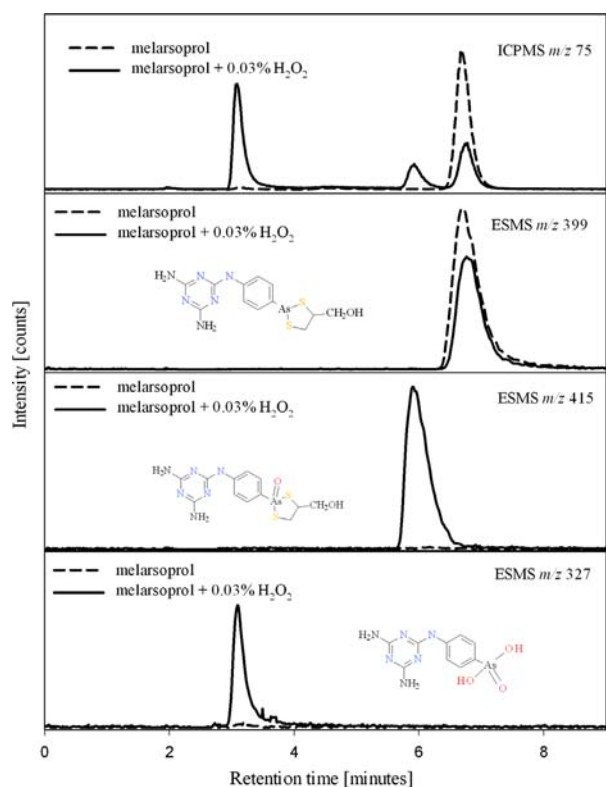 melarsoprol
melarsoprol + 0.03% H₂O₂
ICPMS m/z 75
melarsoprol
melarsoprol + 0.03% H₂O₂
ESMS m/z 399
H₂N N N
N N
NH₂
As S S CH₂OH
melarsoprol
melarsoprol + 0.03% H₂O₂
ESMS m/z 415
H₂N N N
N N
NH₂
O
As S S CH₂OH
melarsoprol
melarsoprol + 0.03% H₂O₂
ESMS m/z 327
H₂N N N
N N
NH₂
As OH
HO O
Intensity [counts]
0 2 4 6 8
Retention time [minutes]